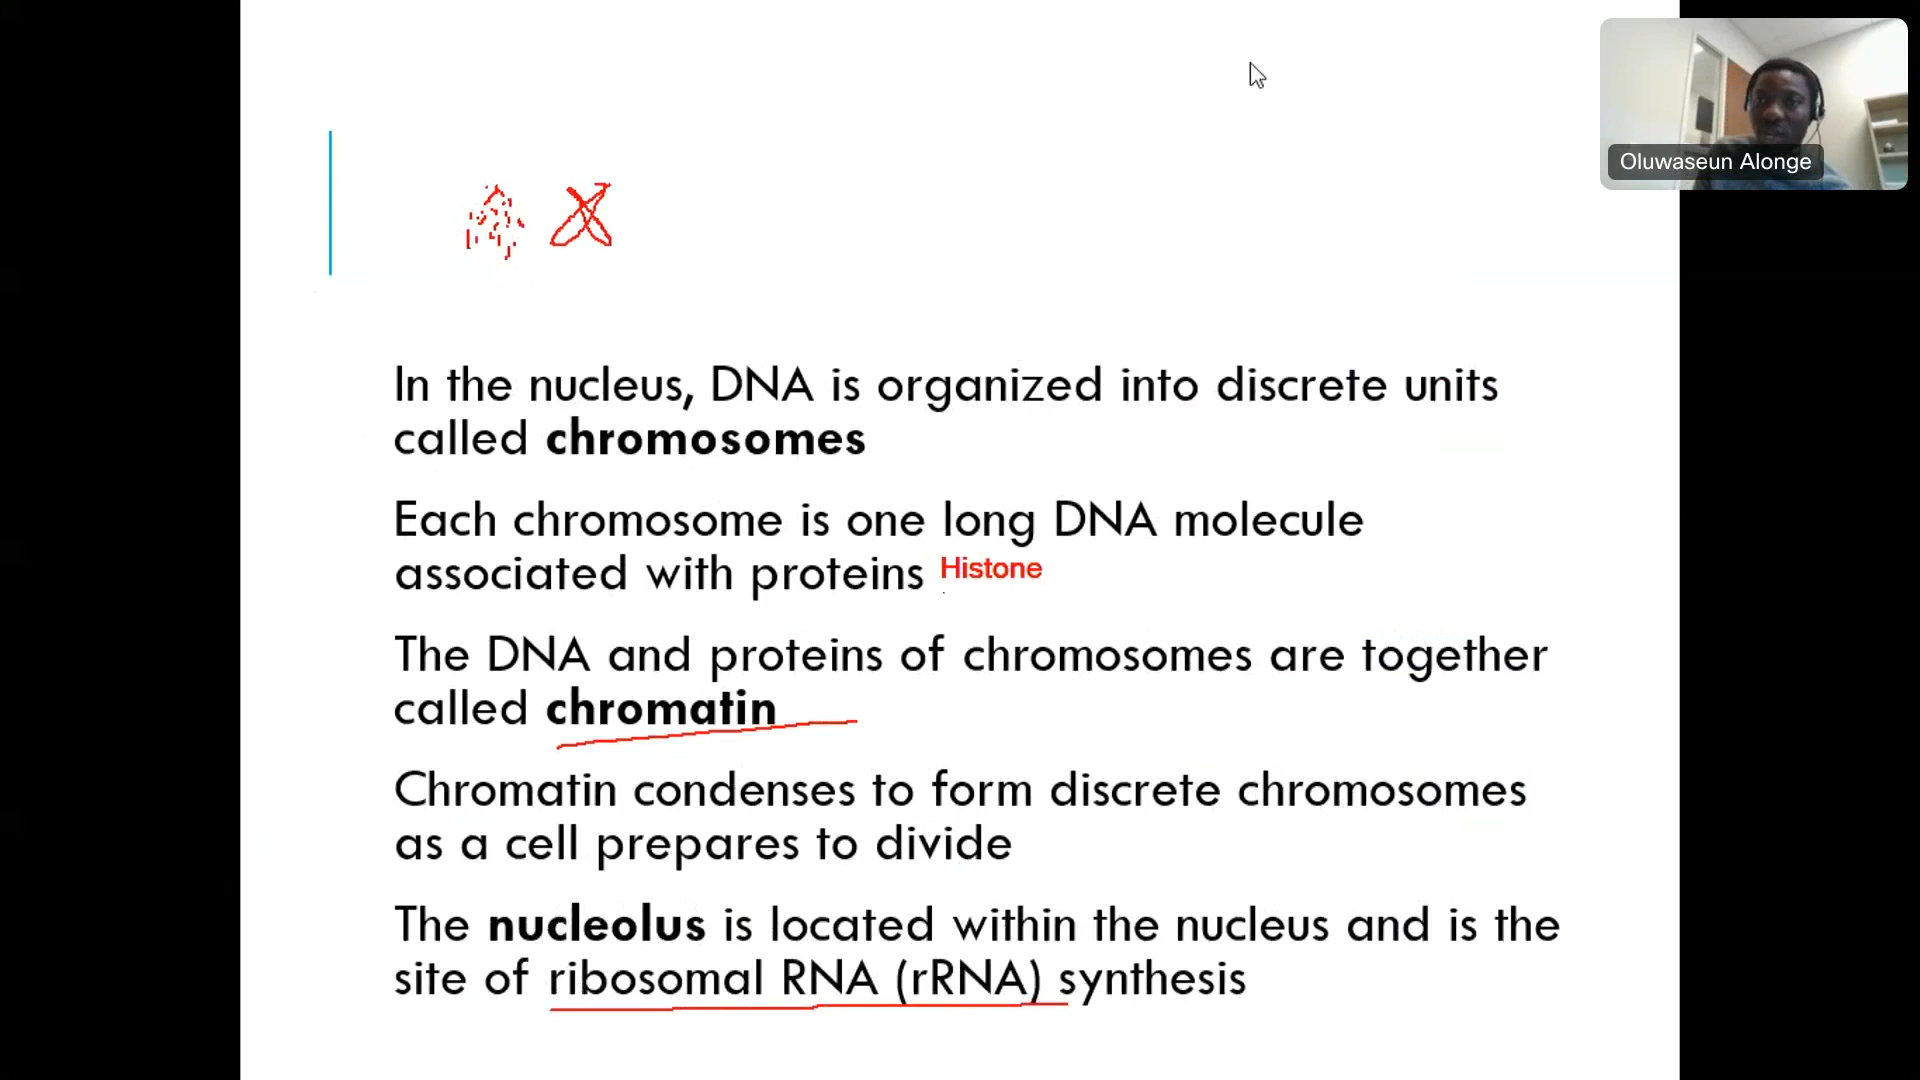 Oluwaseun Alonge
In the nucleus, DNA is organized into discrete units
called chromosomes
Each chromosome is one long DNA molecule
associated with proteins Histone
The DNA and proteins of chromosomes are together
called chromatin
Chromatin condenses to form discrete chromosomes
as a cell prepares to divide
The nucleolus is located within the nucleus and is the
site of ribosomal RNA (rRNA) synthesis